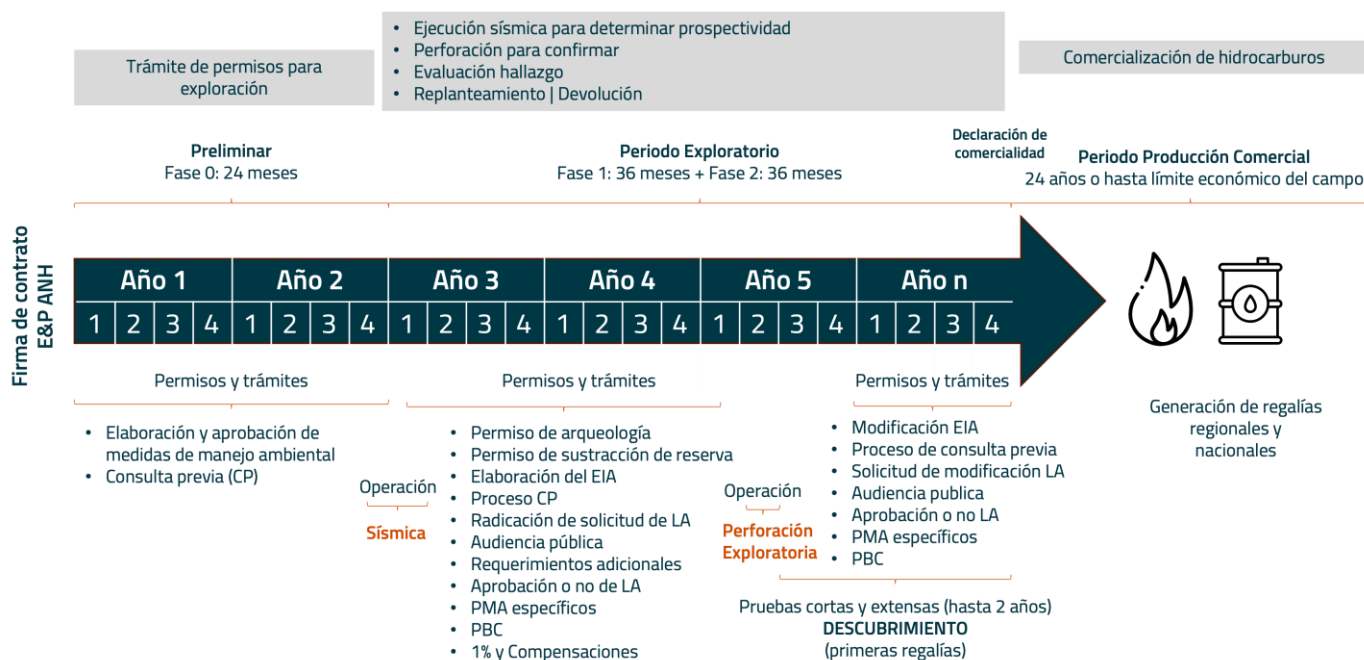 Trámite de permisos para
exploración
• Ejecución sísmica para determinar prospectividad
• Perforación para confirmar
• Evaluación hallazgo
• Replanteamiento | Devolución
Comercialización de hidrocarburos
Preliminar
Fase 0: 24 meses
Periodo Exploratorio
Fase 1: 36 meses + Fase 2: 36 meses
Declaración de
comercialidad
Periodo Producción Comercial
24 años o hasta límite económico del campo
Firma de contrato
E&P ANH
Año 1 Año 2 Año 3 Año 4 Año 5 Año n
1 2 3 4 1 2 3 4 1 2 3 4 1 2 3 4 1 2 3 4 1 2 3 4
Permisos y trámites
• Elaboración y aprobación de
medidas de manejo ambiental
• Consulta previa (CP)
Operación
Sísmica
Permisos y trámites
• Permiso de arqueología
• Permiso de sustracción de reserva
• Elaboración del EIA
• Proceso CP
• Radicación de solicitud de LA
• Audiencia pública
• Requerimientos adicionales
• Aprobación o no de LA
• PMA específicos
• PBC
• 1% y Compensaciones
Operación
Perforación
Exploratoria
Permisos y trámites
• Modificación EIA
• Proceso de consulta previa
• Solicitud de modificación LA
• Audiencia publica
• Aprobación o no LA
• PMA específicos
• PBC
Pruebas cortas y extensas (hasta 2 años)
DESCUBRIMIENTO
(primeras regalías)
Generación de regalías
regionales y
nacionales